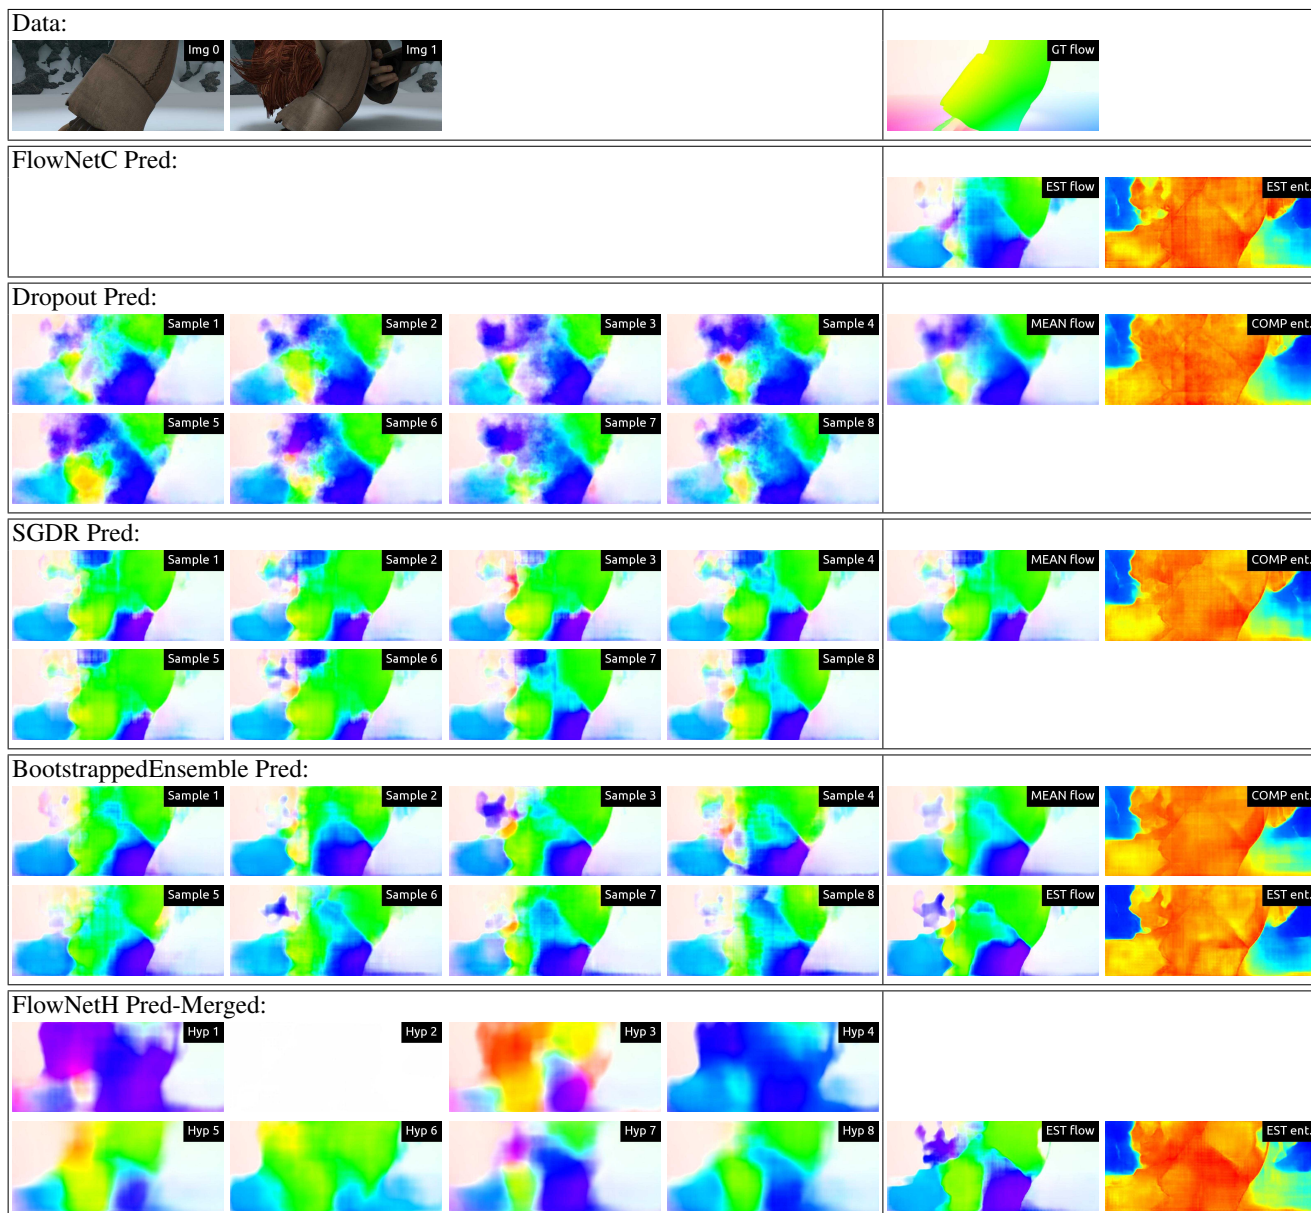 Data:
Img 0
Img 1
GT flow
FlowNetC Pred:
EST flow
EST ent.
Dropout Pred:
Sample 1
Sample 2
Sample 3
Sample 4
MEAN flow
COMP ent.
Sample 5
Sample 6
Sample 7
Sample 8
SGDR Pred:
Sample 1
Sample 2
Sample 3
Sample 4
MEAN flow
COMP ent.
Sample 5
Sample 6
Sample 7
Sample 8
BootstrappedEnsemble Pred:
Sample 1
Sample 2
Sample 3
Sample 4
MEAN flow
COMP ent.
Sample 5
Sample 6
Sample 7
Sample 8
EST flow
EST ent.
FlowNetH Pred-Merged:
Hyp 1
Hyp 2
Hyp 3
Hyp 4
Hyp 5
Hyp 6
Hyp 7
Hyp 8
EST flow
EST ent.